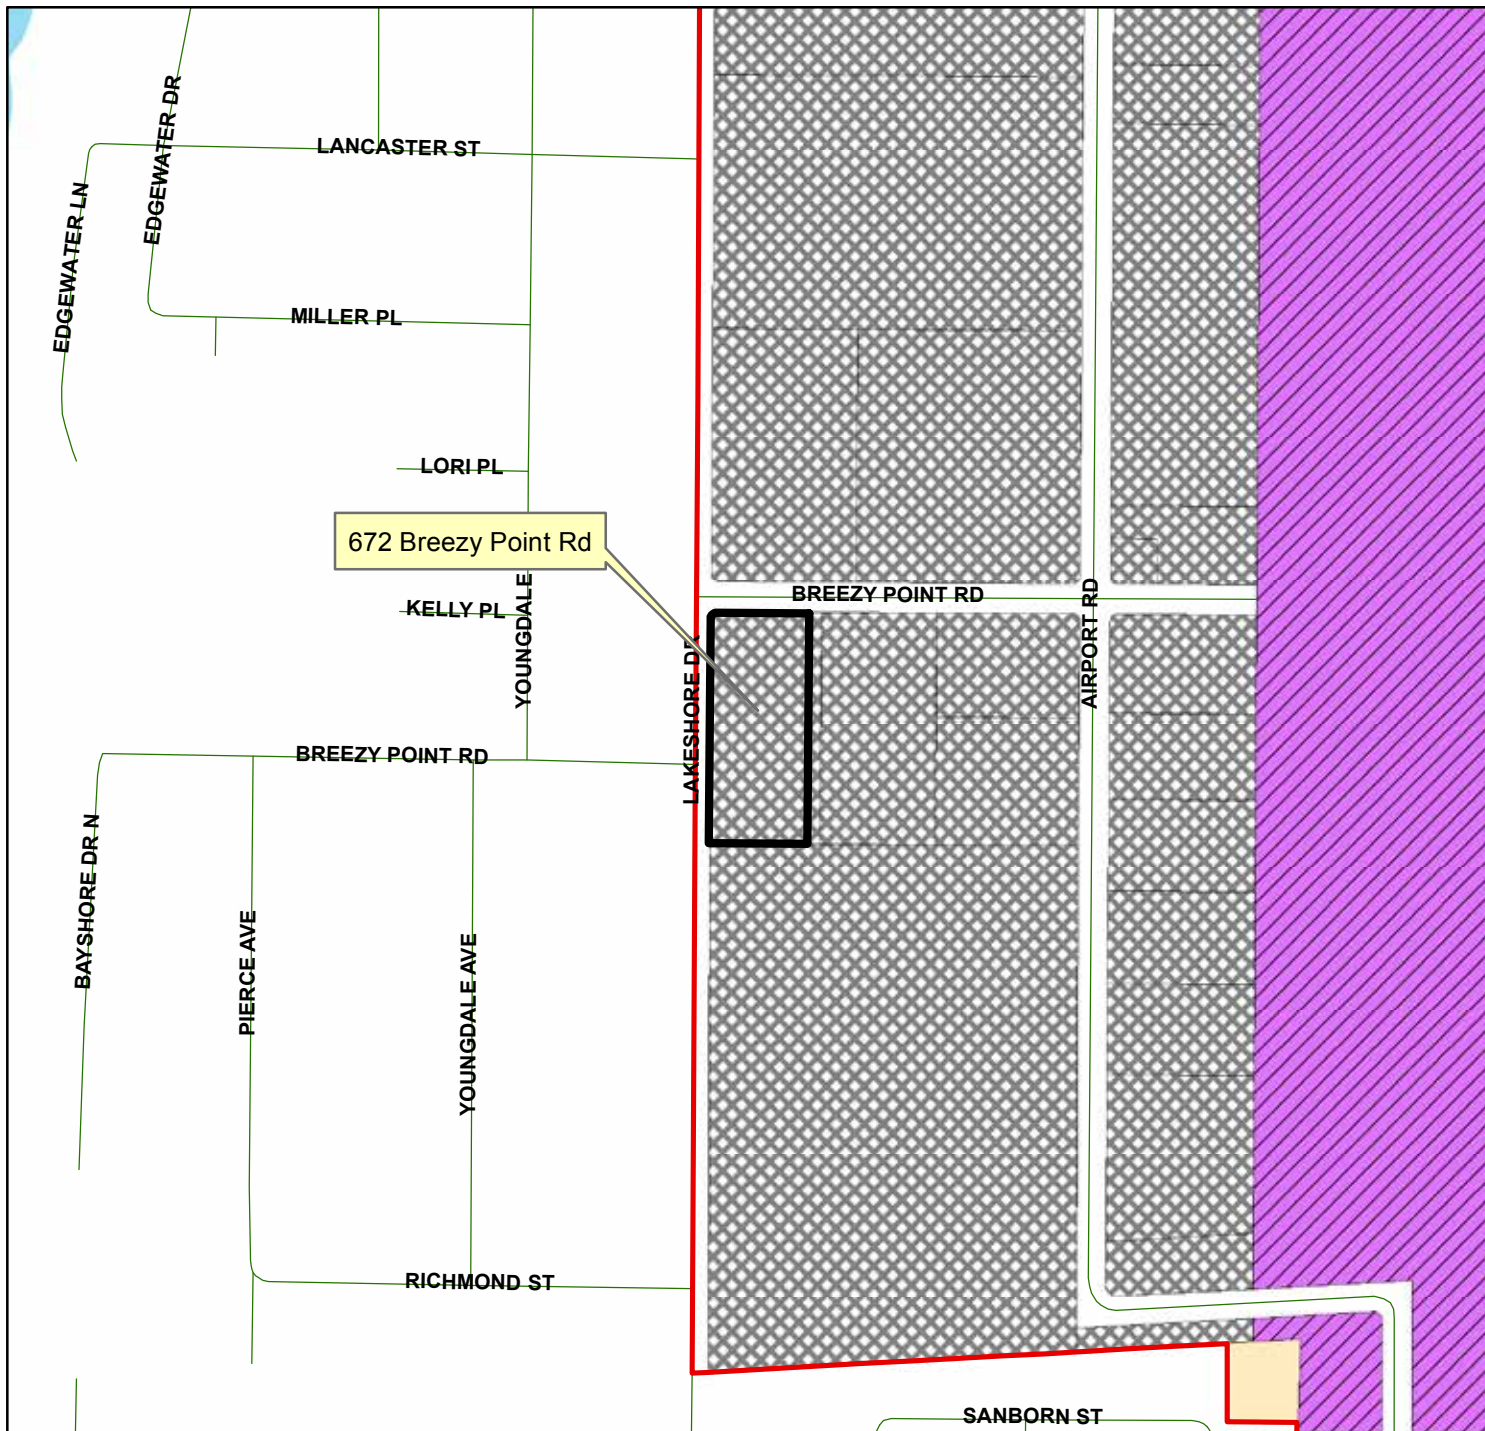 EDGEWATER DR
LANCASTER ST
EDGEWATER LN
MILLER PL
LORI PL
672 Breezy Point Rd
KELLY PL
YOUNGDALE
BREEZY POINT RD
AIRPORT RD
LAKESHORE DR
BREEZY POINT RD
BAYSHORE DR N
PIERCE AVE
YOUNGDALE AVE
RICHMOND ST
SANBORN ST